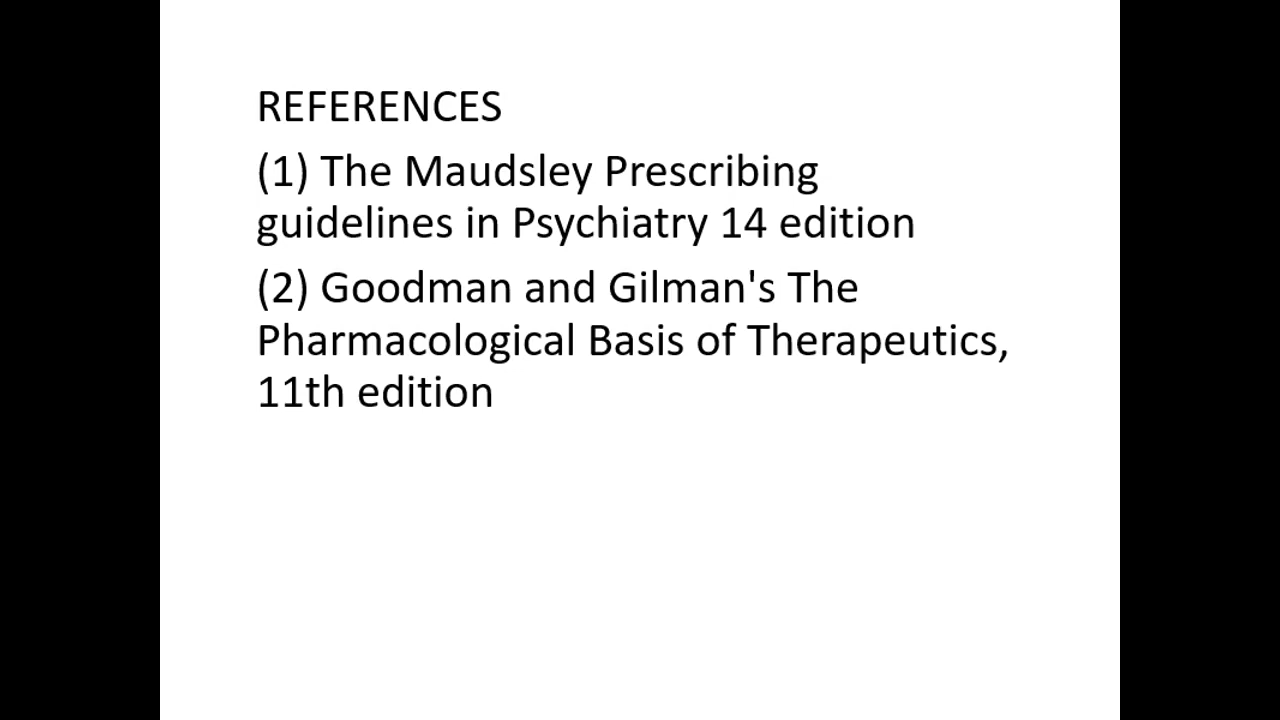 REFERENCES
(1) The Maudsley Prescribing
guidelines in Psychiatry 14 edition
(2) Goodman and Gilman's The
Pharmacological Basis of Therapeutics,
11th edition